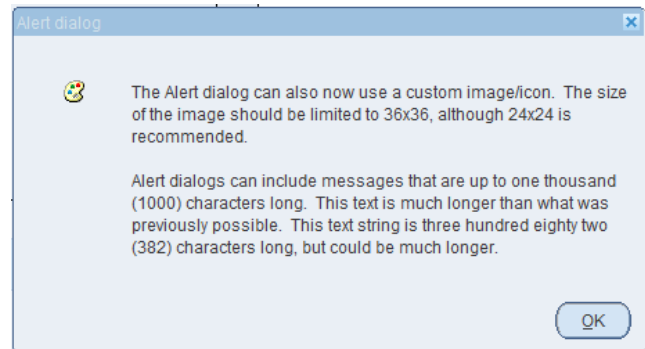 Alert dialog
The Alert dialog can also now use a custom image/icon.  The size
of the image should be limited to 36x36, although 24x24 is
recommended.
Alert dialogs can include messages that are up to one thousand
(1000) characters long.  This text is much longer than what was
previously possible.  This text string is three hundred eighty two
(382) characters long, but could be much longer.
OK